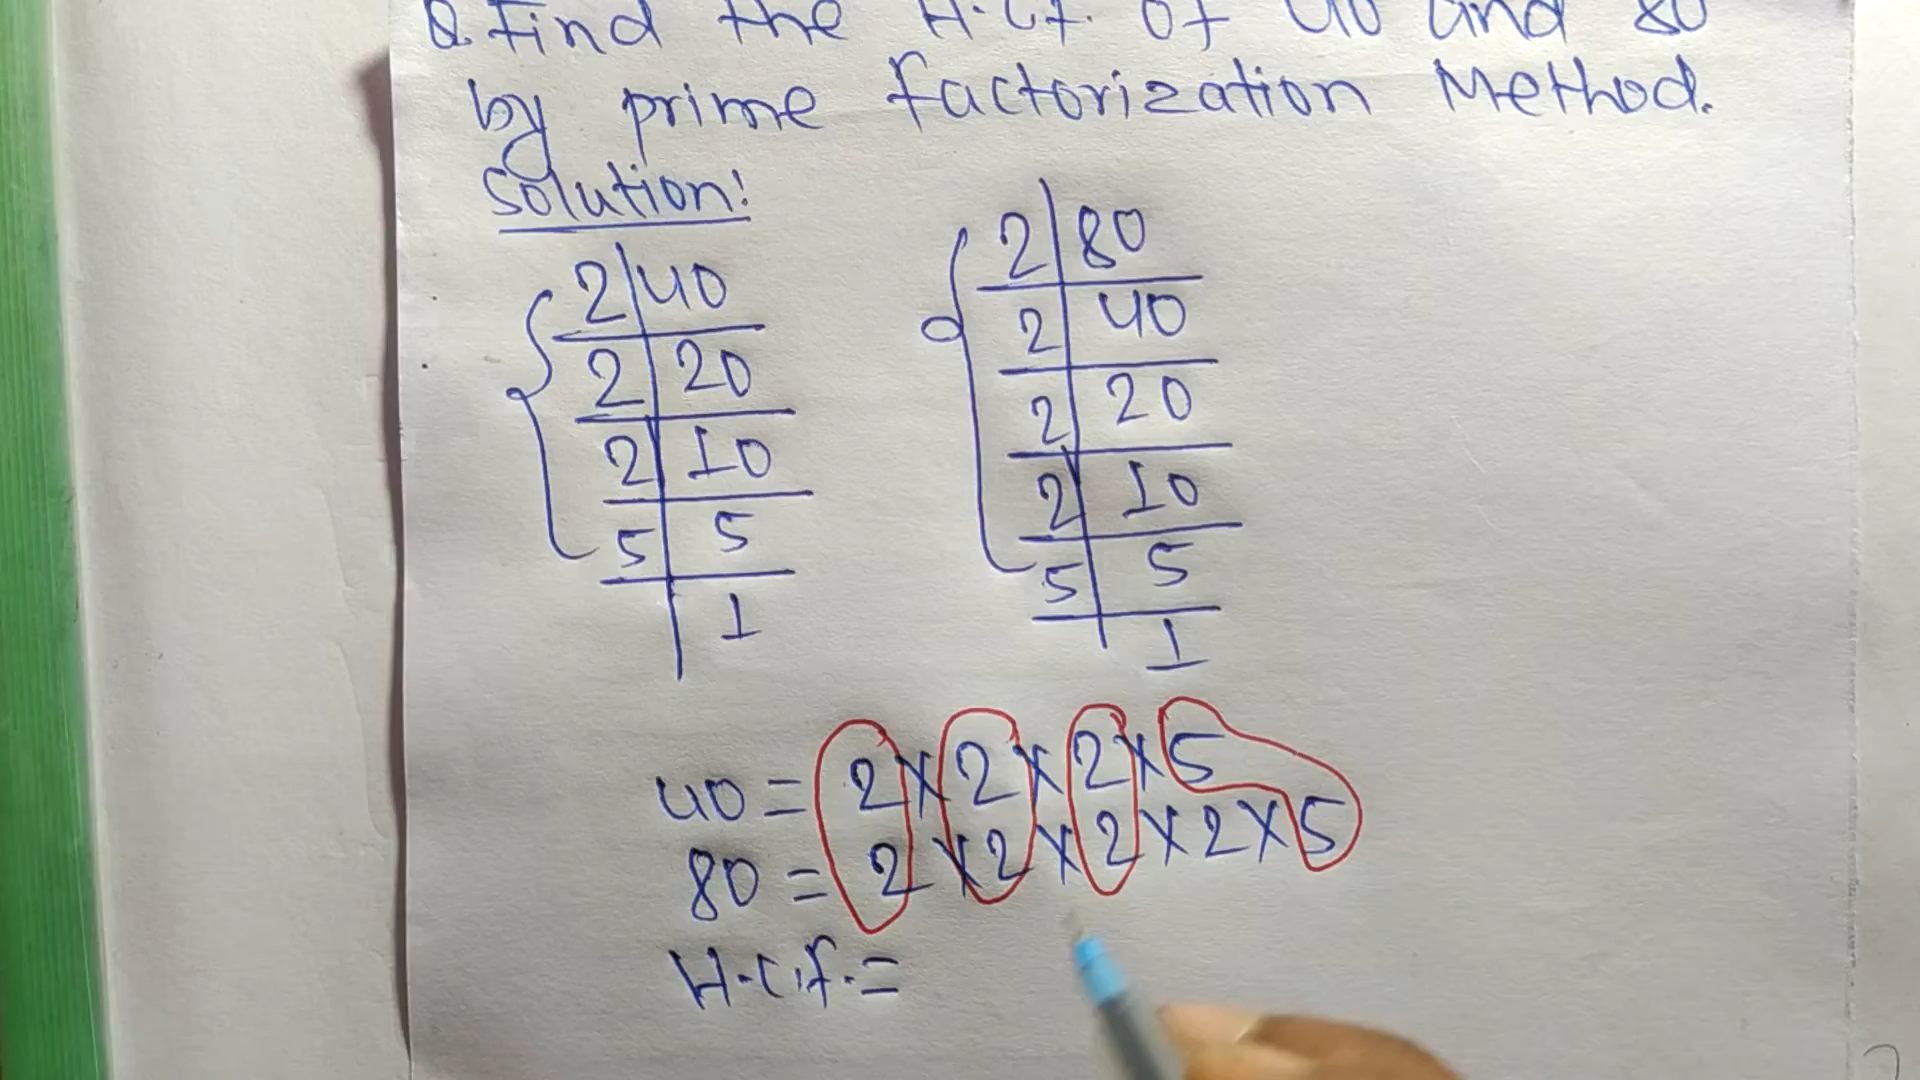 Q. Find the H.C.f. Of 40 and 80
by prime factorization Method.
Solution:
2 40
2 20
2 10
5 5
1
2 80
2 40
2 20
2 10
5 5
1
40 = 2×2×2×5
80 = 2×2×2×2×5
H.C.f. =